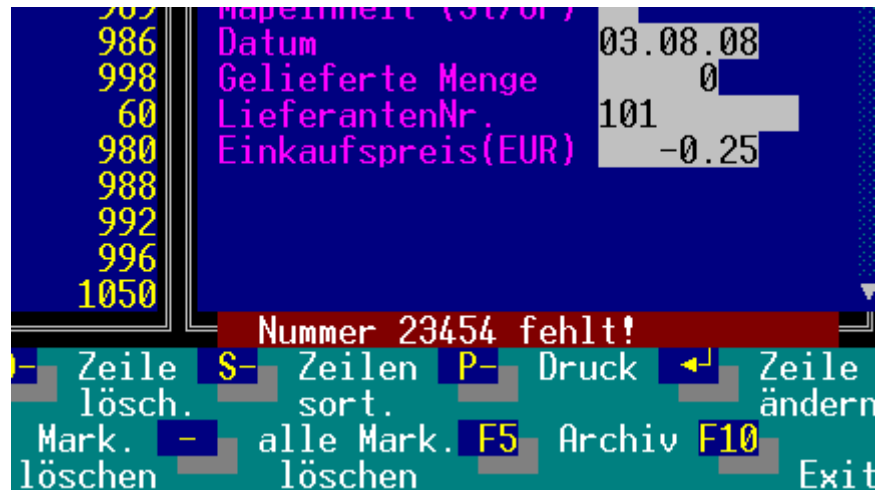 986
998
60
980
988
992
996
1050
Datum 03.08.08
Gelieferte Menge 0
LieferantenNr. 101
Einkaufspreis(EUR) -0.25
Nummer 23454 fehlt!
Zeile S- Zeilen P- Druck ◄┘ Zeile
lösch. sort. ändern
Mark. - alle Mark. F5 Archiv F10
löschen löschen Exit